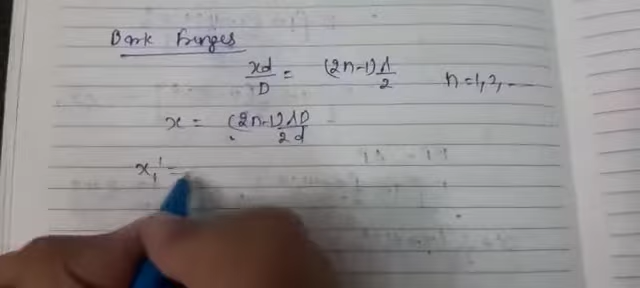 Dark Fringes
xd/D = (2n-1)λ/2 n=1,2,----
x = (2n-1)λD/2d
x₁' =